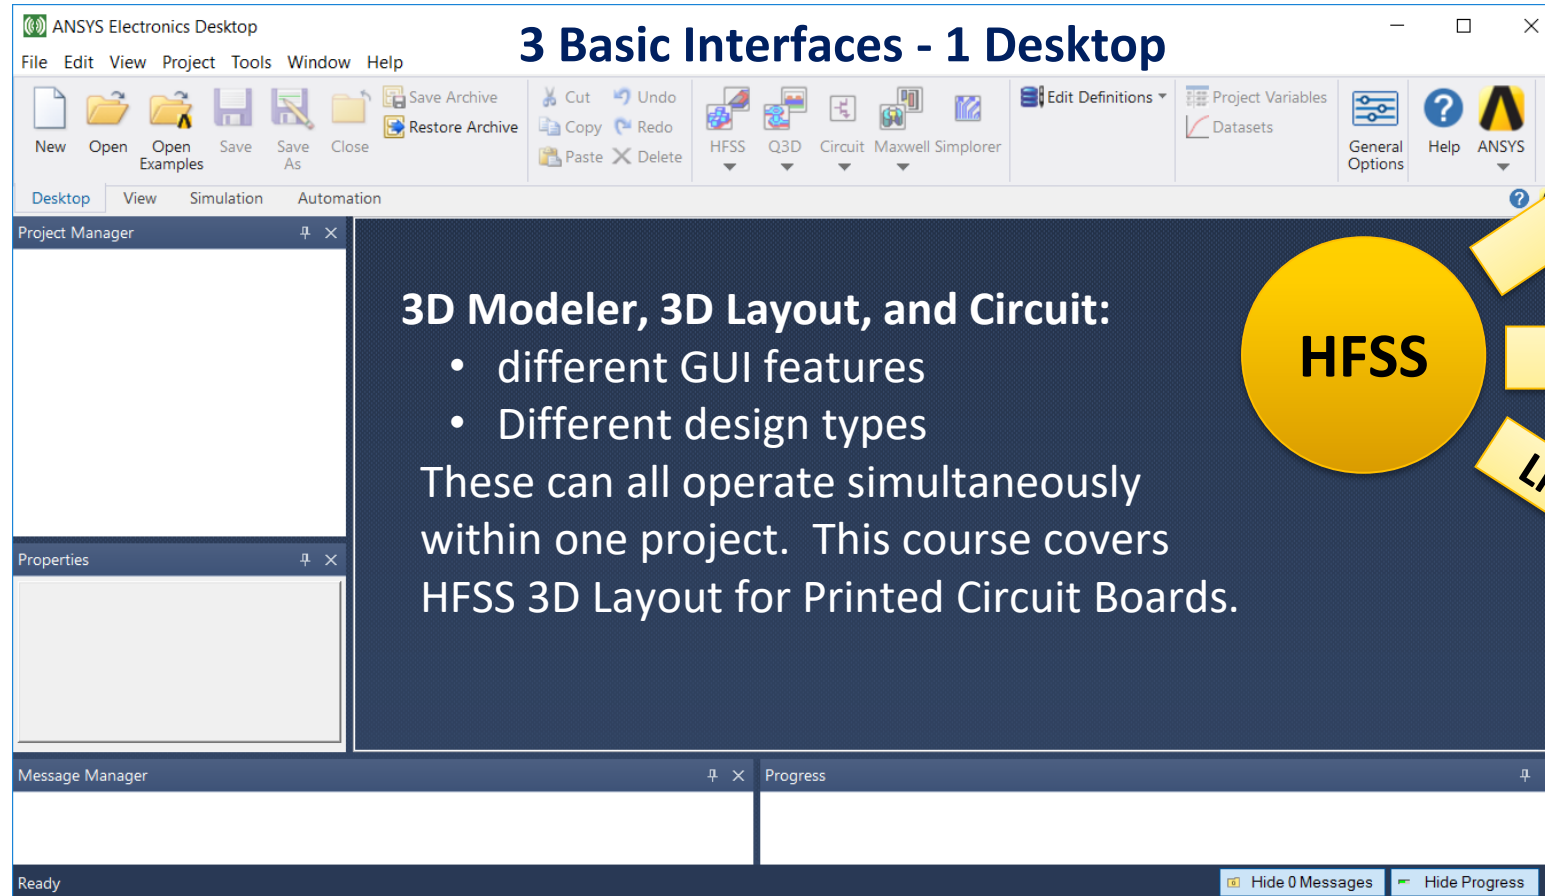 ANSYS Electronics Desktop
3 Basic Interfaces - 1 Desktop
File Edit View Project Tools Window Help
Save Archive
Restore Archive
Cut
Undo
Copy
Redo
Paste
Delete
Edit Definitions
Project Variables
Datasets
New
Open
Open Examples
Save
Save As
Close
HFSS
Q3D
Circuit
Maxwell
Simplorer
General Options
Help
ANSYS
Desktop View Simulation Automation
Project Manager
3D Modeler, 3D Layout, and Circuit:
• different GUI features
• Different design types
These can all operate simultaneously
within one project. This course covers
HFSS 3D Layout for Printed Circuit Boards.
HFSS
Properties
Message Manager
Progress
Ready
Hide 0 Messages
Hide Progress